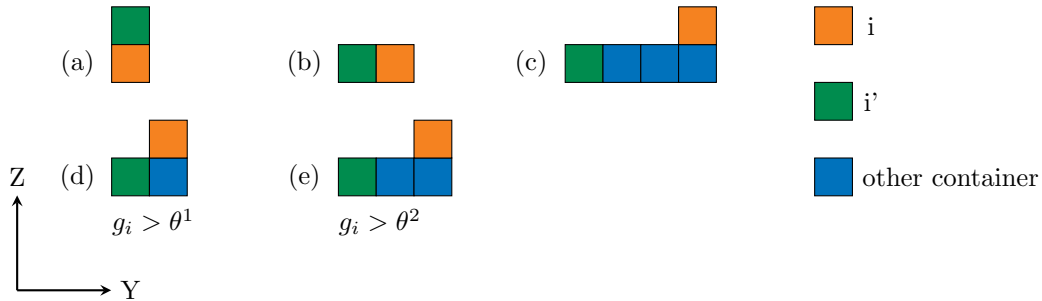 (a)
(b)
(c)
i
i'
(d)
(e)
other container
g_i > θ^1
g_i > θ^2
Z
Y